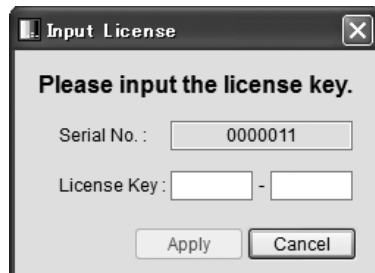 Input License
Please input the license key.
Serial No. : 0000011
License Key : -
Apply Cancel